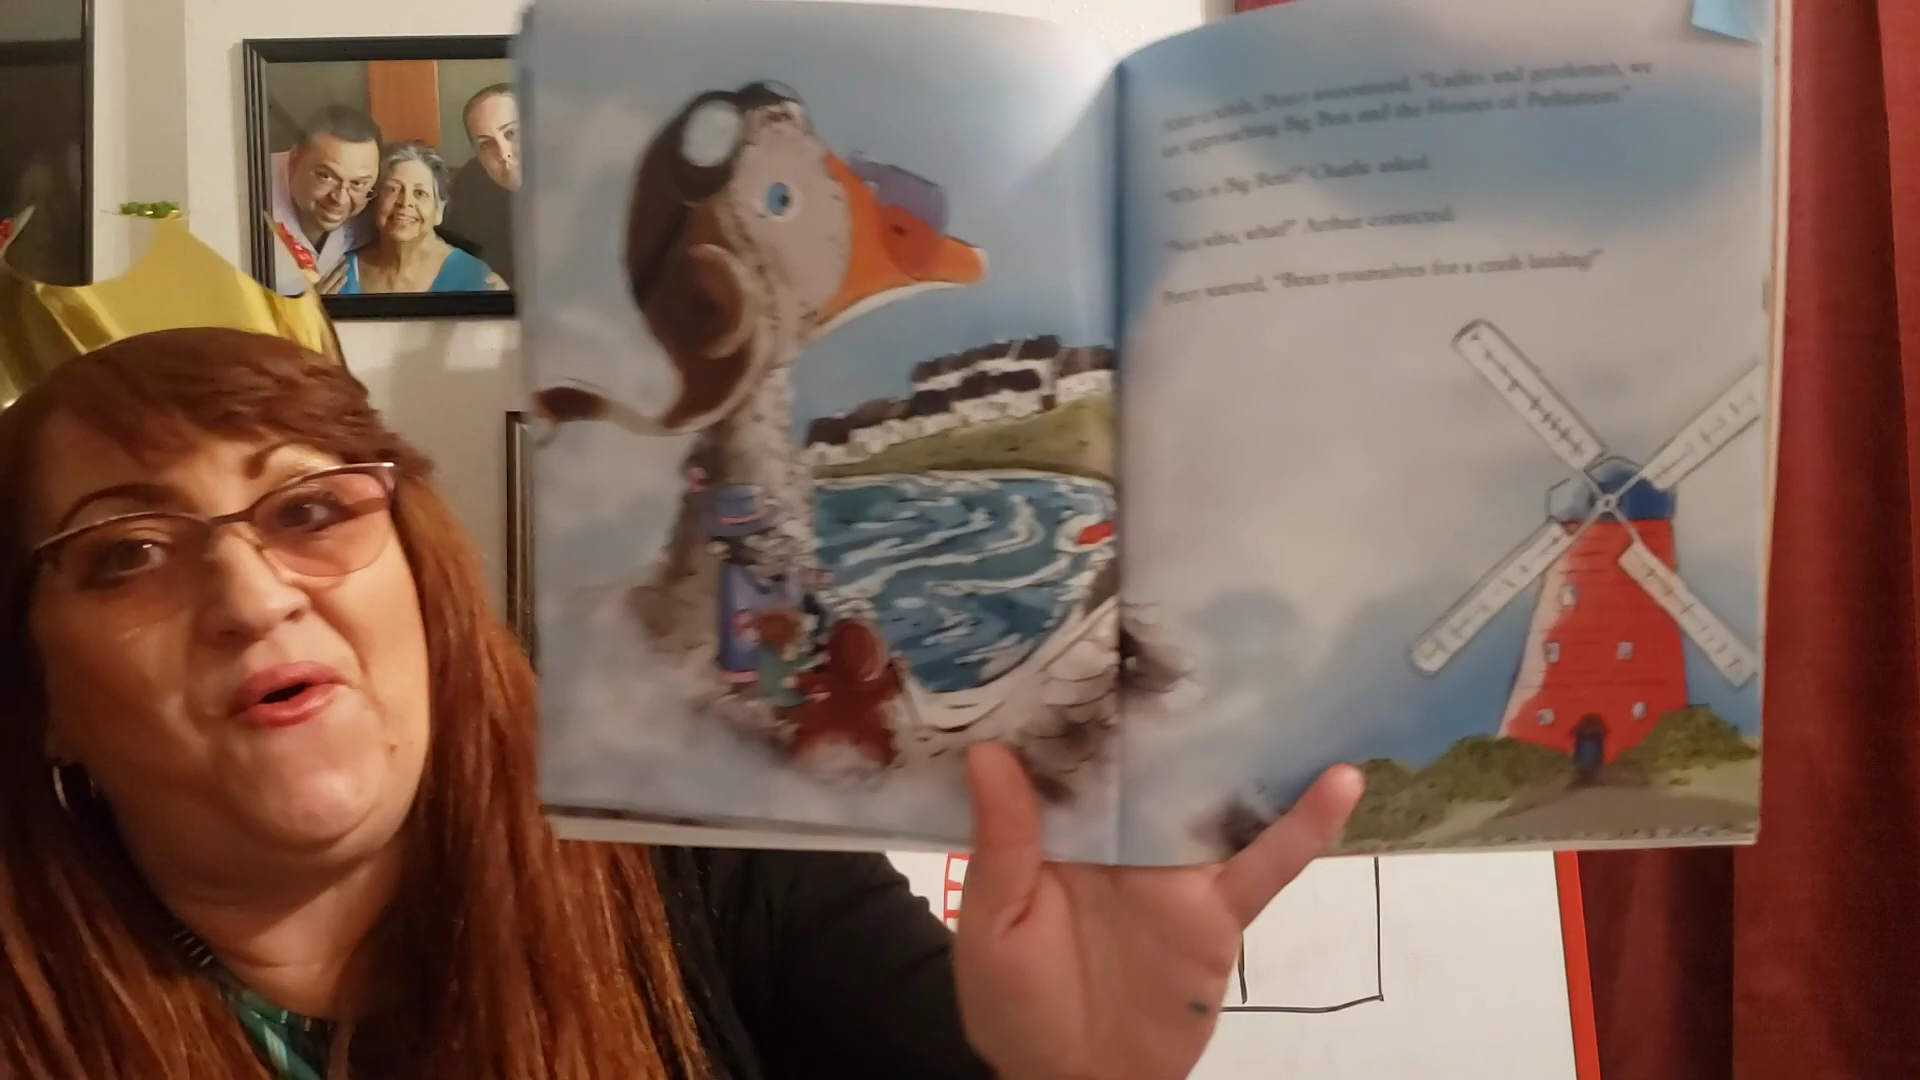 After a while, Percy announced, "Ladies and gentlemen, we
are approaching Big Ben and the Houses of Parliament."
"Who is Big Ben?" Charlie asked.
"Not who, what!" Arthur corrected.
Percy warned, "Brace yourselves for a crash landing!"